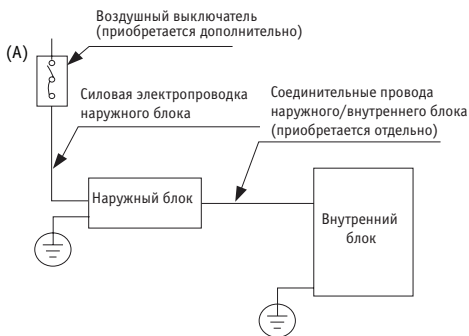 Воздушный выключатель
(приобретается дополнительно)
(A)
Силовая электропроводка
наружного блока
Соединительные провода
наружного/внутреннего блока
(приобретается отдельно)
Наружный блок
Внутренний
блок